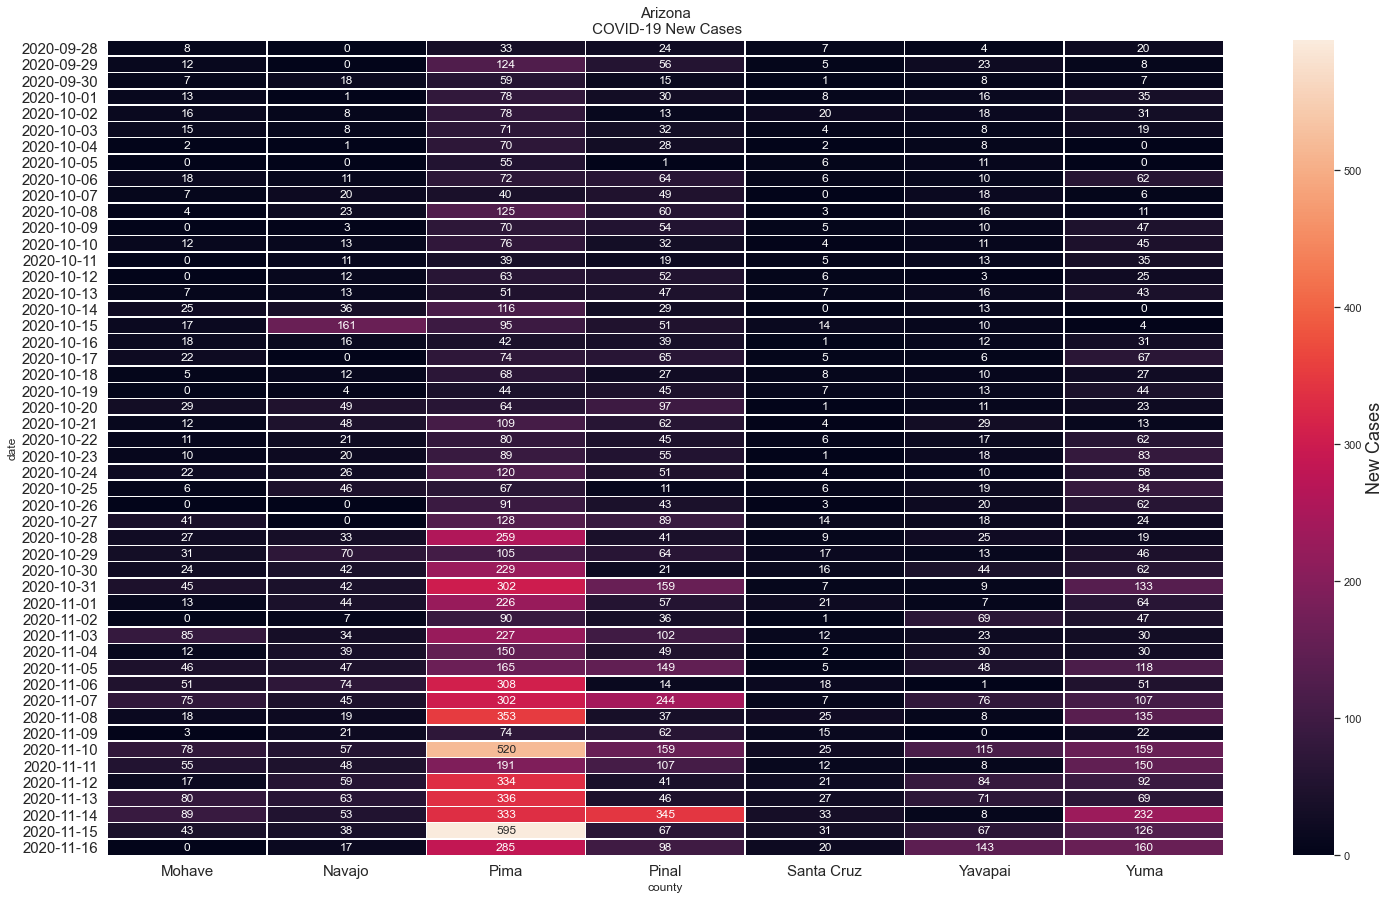 Arizona
COVID-19 New Cases
2020-09-28 8 0 33 24 7 4 20
2020-09-29 12 0 124 56 5 23 8
2020-09-30 7 18 59 15 1 8 7
2020-10-01 13 1 78 30 8 16 35
2020-10-02 16 8 78 13 20 18 31
2020-10-03 15 8 71 32 4 8 19
2020-10-04 2 1 70 28 2 8 0
2020-10-05 0 0 55 1 6 11 0
2020-10-06 18 11 72 64 6 10 62
2020-10-07 7 20 40 49 0 18 6
2020-10-08 4 23 125 60 3 16 11
2020-10-09 0 3 70 54 5 10 47
2020-10-10 12 13 76 32 4 11 45
2020-10-11 0 11 39 19 5 13 35
2020-10-12 0 12 63 52 6 3 25
2020-10-13 7 13 51 47 7 16 43
2020-10-14 25 36 116 29 0 13 0
2020-10-15 17 161 95 51 14 10 4
2020-10-16 18 16 42 39 1 12 31
2020-10-17 22 0 74 65 5 6 67
2020-10-18 5 12 68 27 8 10 27
2020-10-19 0 4 44 45 7 13 44
2020-10-20 29 49 64 97 1 11 23
2020-10-21 12 48 109 62 4 29 13
2020-10-22 11 21 80 45 6 17 62
2020-10-23 10 20 89 55 1 18 83
2020-10-24 22 26 120 51 4 10 58
2020-10-25 6 46 67 11 6 19 84
2020-10-26 0 0 91 43 3 20 62
2020-10-27 41 0 128 89 14 18 24
2020-10-28 27 33 259 41 9 25 19
2020-10-29 31 70 105 64 17 13 46
2020-10-30 24 42 229 21 16 44 62
2020-10-31 45 42 302 159 7 9 133
2020-11-01 13 44 226 57 21 7 64
2020-11-02 0 7 90 36 1 69 47
2020-11-03 85 34 227 102 12 23 30
2020-11-04 12 39 150 49 2 30 30
2020-11-05 46 47 165 149 5 48 118
2020-11-06 51 74 308 14 18 1 51
2020-11-07 75 45 302 244 7 76 107
2020-11-08 18 19 353 37 25 8 135
2020-11-09 3 21 74 62 15 0 22
2020-11-10 78 57 520 159 25 115 159
2020-11-11 55 48 191 107 12 8 150
2020-11-12 17 59 334 41 21 84 92
2020-11-13 80 63 336 46 27 71 69
2020-11-14 89 53 333 345 33 8 232
2020-11-15 43 38 595 67 31 67 126
2020-11-16 0 17 285 98 20 143 160
Mohave Navajo Pima Pinal Santa Cruz Yavapai Yuma
county
date
500
400
300
200
100
0
New Cases